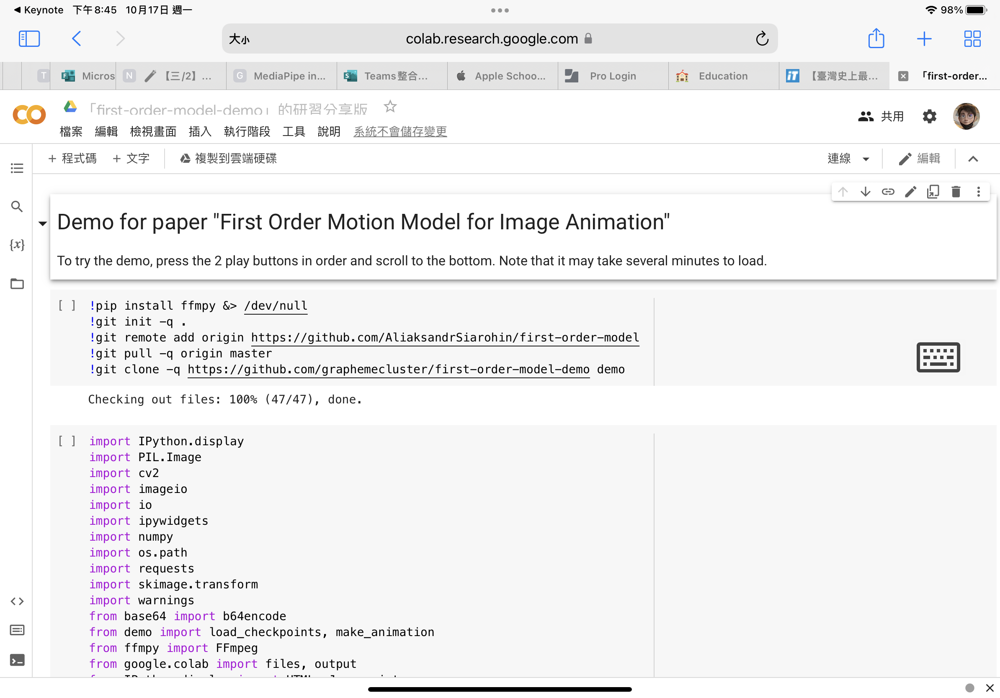 ◀ Keynote 下午8:45 10月17日 週一
98%
大小 colab.research.google.com
T Micros N 【三/2】... G MediaPipe in... S Teams整合... Apple Schoo... Pro Login Education iT 【臺灣史上最... 「first-order...
「first-order-model-demo」的研習分享版
共用
檔案 編輯 檢視畫面 插入 執行階段 工具 說明 系統不會儲存變更
+ 程式碼 + 文字 複製到雲端硬碟 連線 編輯
Demo for paper "First Order Motion Model for Image Animation"
{x}
To try the demo, press the 2 play buttons in order and scroll to the bottom. Note that it may take several minutes to load.
[ ] !pip install ffmpy &> /dev/null
!git init -q .
!git remote add origin https://github.com/AliaksandrSiarohin/first-order-model
!git pull -q origin master
!git clone -q https://github.com/graphemecluster/first-order-model-demo demo
Checking out files: 100% (47/47), done.
[ ] import IPython.display
import PIL.Image
import cv2
import imageio
import io
import ipywidgets
import numpy
import os.path
import requests
import skimage.transform
import warnings
from base64 import b64encode
from demo import load_checkpoints, make_animation
from ffmpy import FFmpeg
from google.colab import files, output